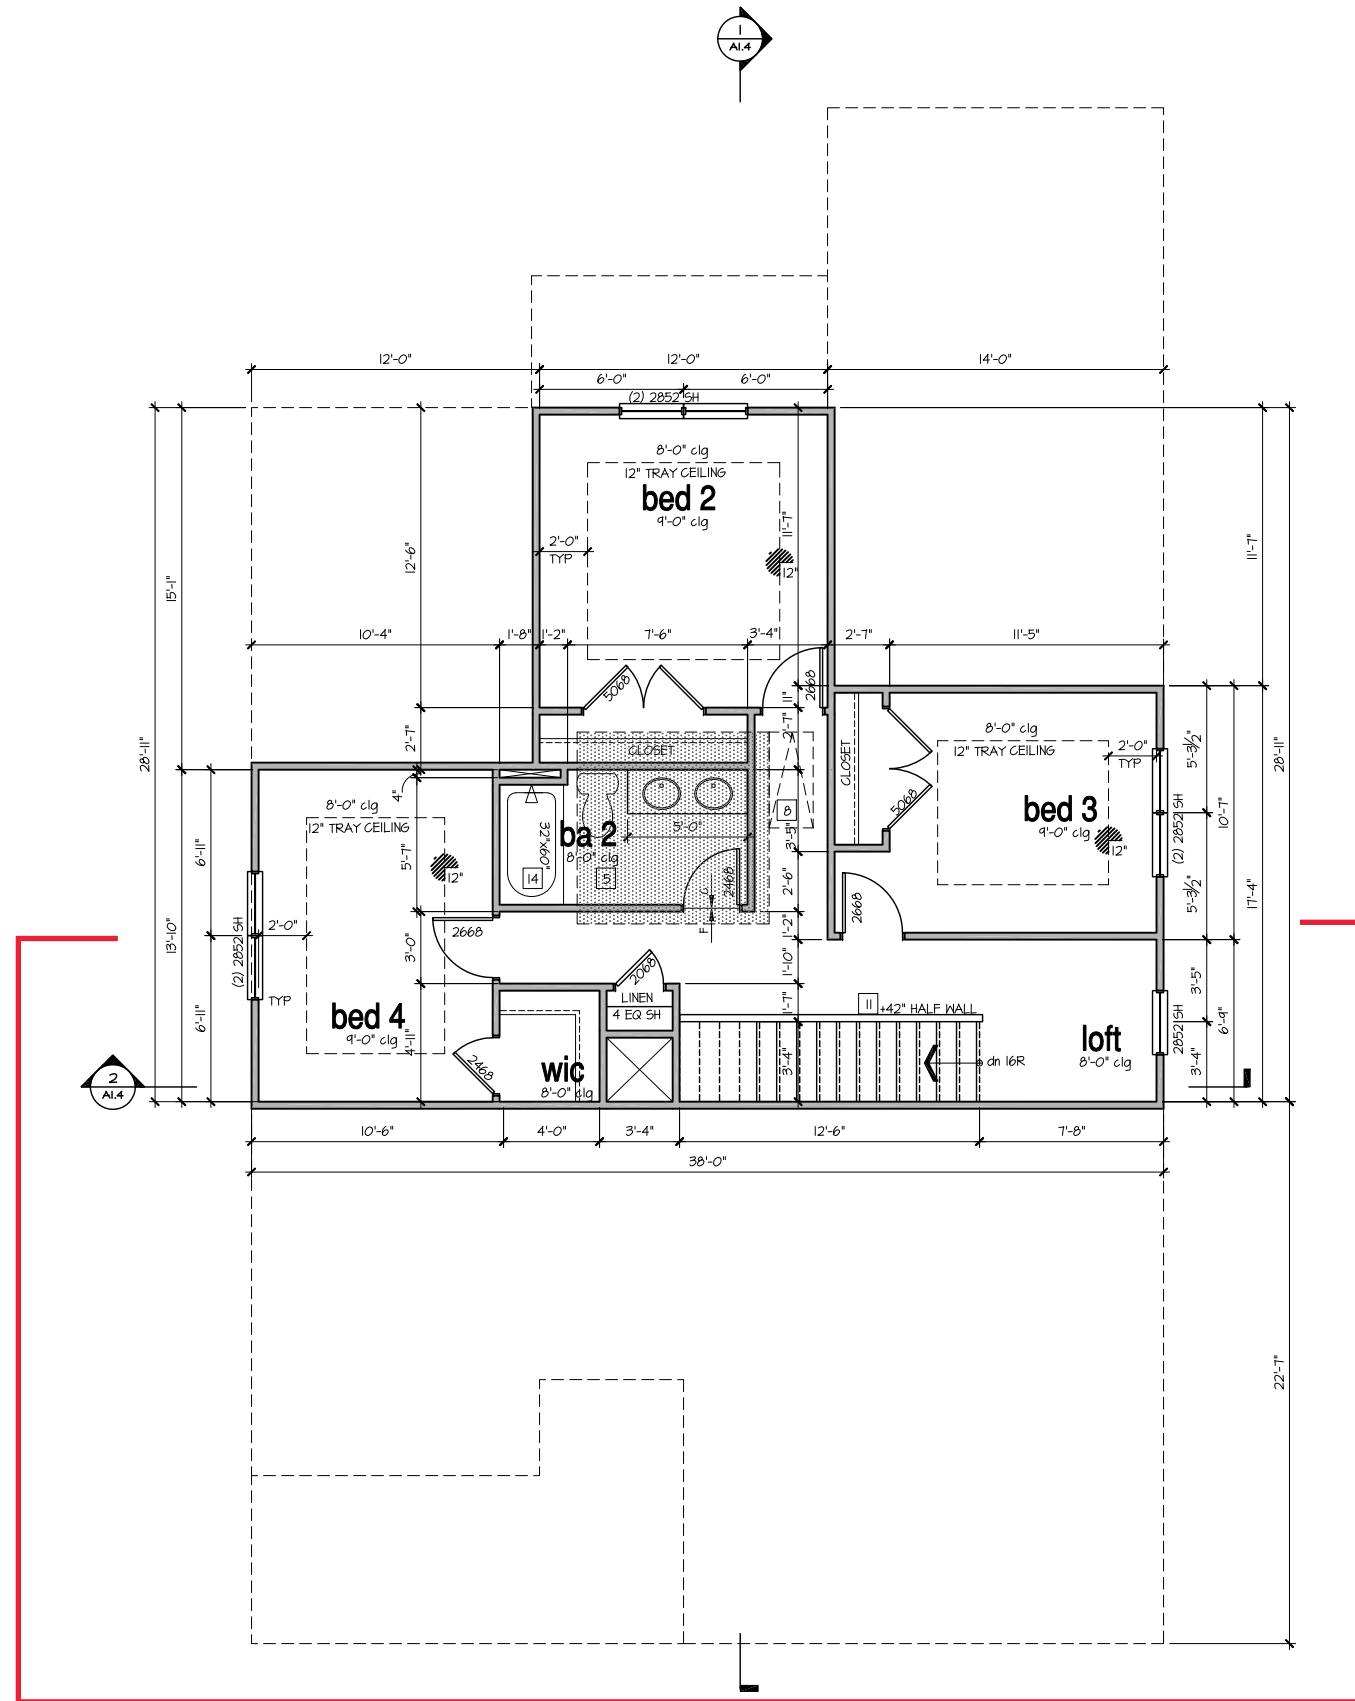 1
A1.4
12'-0"
12'-0"
14'-0"
6'-0"
6'-0"
(2) 2852 SH
8'-0" clg
12" TRAY CEILING
bed 2
9'-0" clg
11'-7"
2'-0"
TYP
12"
12'-6"
15'-1"
28'-11"
11'-7"
28'-11"
10'-4"
1'-8"
1'-2"
7'-6"
3'-4"
2'-7"
11'-5"
5068
2668
11"
2'-7"
2'-7"
CLOSET
CLOSET
8'-0" clg
12" TRAY CEILING
2'-0"
TYP
5068
bed 3
9'-0" clg
12"
5'-3 1/2"
5'-3 1/2"
(2) 2852 SH
10'-7"
17'-4"
4"
8'-0" clg
12" TRAY CEILING
5'-7"
12"
6'-11"
6'-11"
13'-10"
(2) 2852 SH
2'-0"
TYP
bed 4
9'-0" clg
32"x60"
14
ba 2
8'-0" clg
5
5'-0"
2468
8
3'-5"
2'-6"
1'-2"
1'-10"
1'-7"
3'-4"
C
F
2668
3'-0"
4'-11"
2668
2068
LINEN
4 EQ SH
2468
wic
8'-0" clg
11
+42" HALF WALL
dn 16R
loft
8'-0" clg
2852 SH
3'-5"
3'-4"
6'-9"
2
A1.4
10'-6"
4'-0"
3'-4"
12'-6"
7'-8"
38'-0"
22'-7"